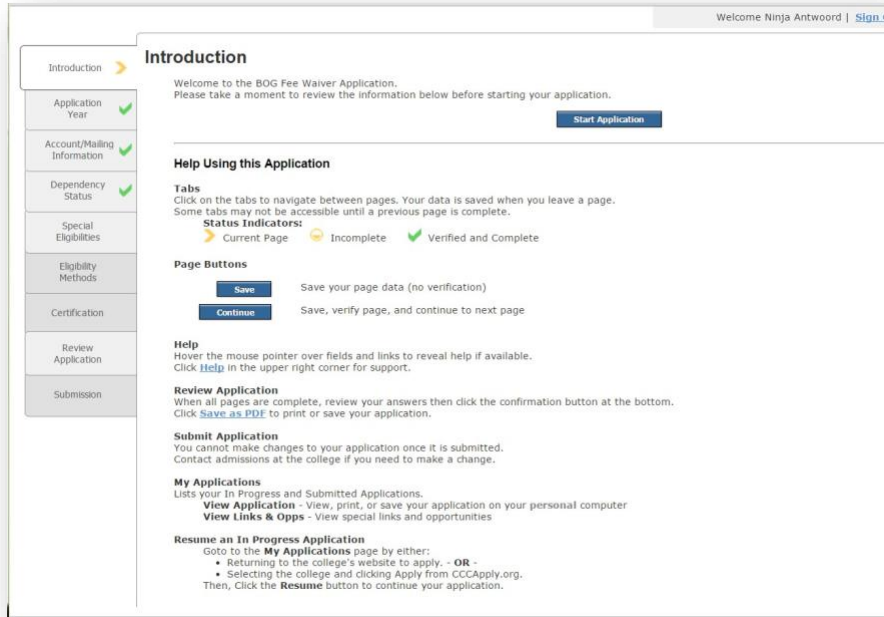 Welcome Ninja Antwoord | Sign
Introduction
Application
Year
Account/Mailing
Information
Dependency
Status
Special
Eligibilities
Eligibility
Methods
Certification
Review
Application
Submission
Introduction
Welcome to the BOG Fee Waiver Application.
Please take a moment to review the information below before starting your application.
Start Application
Help Using this Application
Tabs
Click on the tabs to navigate between pages. Your data is saved when you leave a page.
Some tabs may not be accessible until a previous page is complete.
Status Indicators:
Current Page Incomplete Verified and Complete
Page Buttons
Save Save your page data (no verification)
Continue Save, verify page, and continue to next page
Help
Hover the mouse pointer over fields and links to reveal help if available.
Click Help in the upper right corner for support.
Review Application
When all pages are complete, review your answers then click the confirmation button at the bottom.
Click Save as PDF to print or save your application.
Submit Application
You cannot make changes to your application once it is submitted.
Contact admissions at the college if you need to make a change.
My Applications
Lists your In Progress and Submitted Applications.
View Application - View, print, or save your application on your personal computer
View Links & Opps - View special links and opportunities
Resume an In Progress Application
Goto to the My Applications page by either:
• Returning to the college's website to apply. - OR -
• Selecting the college and clicking Apply from CCCApply.org.
Then, Click the Resume button to continue your application.